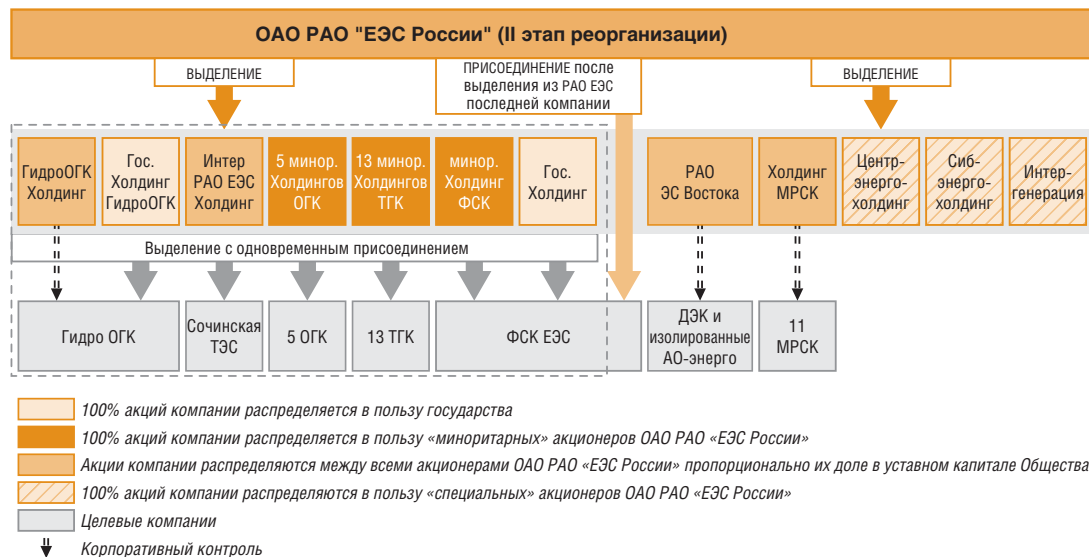 ОАО РАО "ЕЭС России" (II этап реорганизации)
ВЫДЕЛЕНИЕ
ПРИСОЕДИНЕНИЕ после
выделения из РАО ЕЭС
последней компании
ВЫДЕЛЕНИЕ
ГидроОГК
Холдинг
Гос.
Холдинг
ГидроОГК
Интер
РАО ЕЭС
Холдинг
5 минор.
Холдингов
ОГК
13 минор.
Холдингов
ТГК
минор.
Холдинг
ФСК
Гос.
Холдинг
РАО
ЭС Востока
Холдинг
МРСК
Центр-
энерго-
холдинг
Сиб-
энерго-
холдинг
Интер-
генерация
Выделение с одновременным присоединением
Гидро ОГК
Сочинская
ТЭС
5 ОГК
13 ТГК
ФСК ЕЭС
ДЭК и
изолированные
АО-энерго
11
МРСК
100% акций компании распределяется в пользу государства
100% акций компании распределяется в пользу «миноритарных» акционеров ОАО РАО «ЕЭС России»
Акции компании распределяются между всеми акционерами ОАО РАО «ЕЭС России» пропорционально их доле в уставном капитале Общества
100% акций компании распределяются в пользу «специальных» акционеров ОАО РАО «ЕЭС России»
Целевые компании
Корпоративный контроль